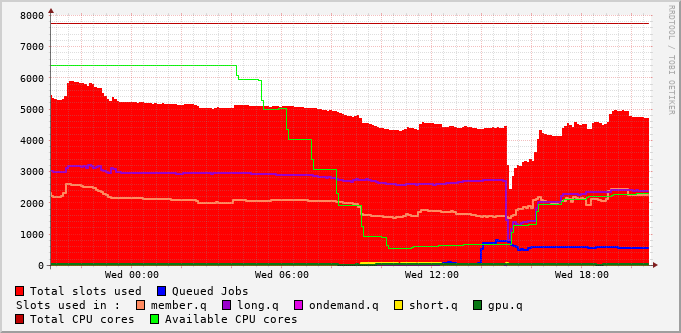 8000
7000
6000
5000
4000
3000
2000
1000
0
Wed 00:00 Wed 06:00 Wed 12:00 Wed 18:00
RRDTOOL / TOBI OETIKER
Total slots used Queued Jobs
Slots used in : member.q long.q ondemand.q short.q gpu.q
Total CPU cores Available CPU cores